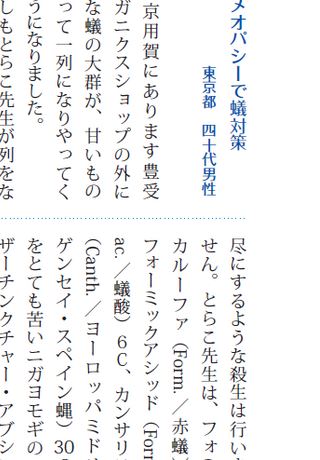 メオパシーで蟻対策
東京都　四十代男性
京用賀にあります豊受
ガニクスショップの外に
な蟻の大群が、甘いもの
って一列になりやってく
うになりました。
しもとらこ先生が列をな
尽にするような殺生は行いま
せん。とらこ先生は、フォ
カルーファ（Form.／赤蟻）
フォーミックアシッド（Form
ac.／蟻酸）6C、カンサリ
（Canth.／ヨーロッパミド
ゲンセイ・スペイン蝿）30
をとても苦いニガヨモギの
ザーチンクチャー・アブシ